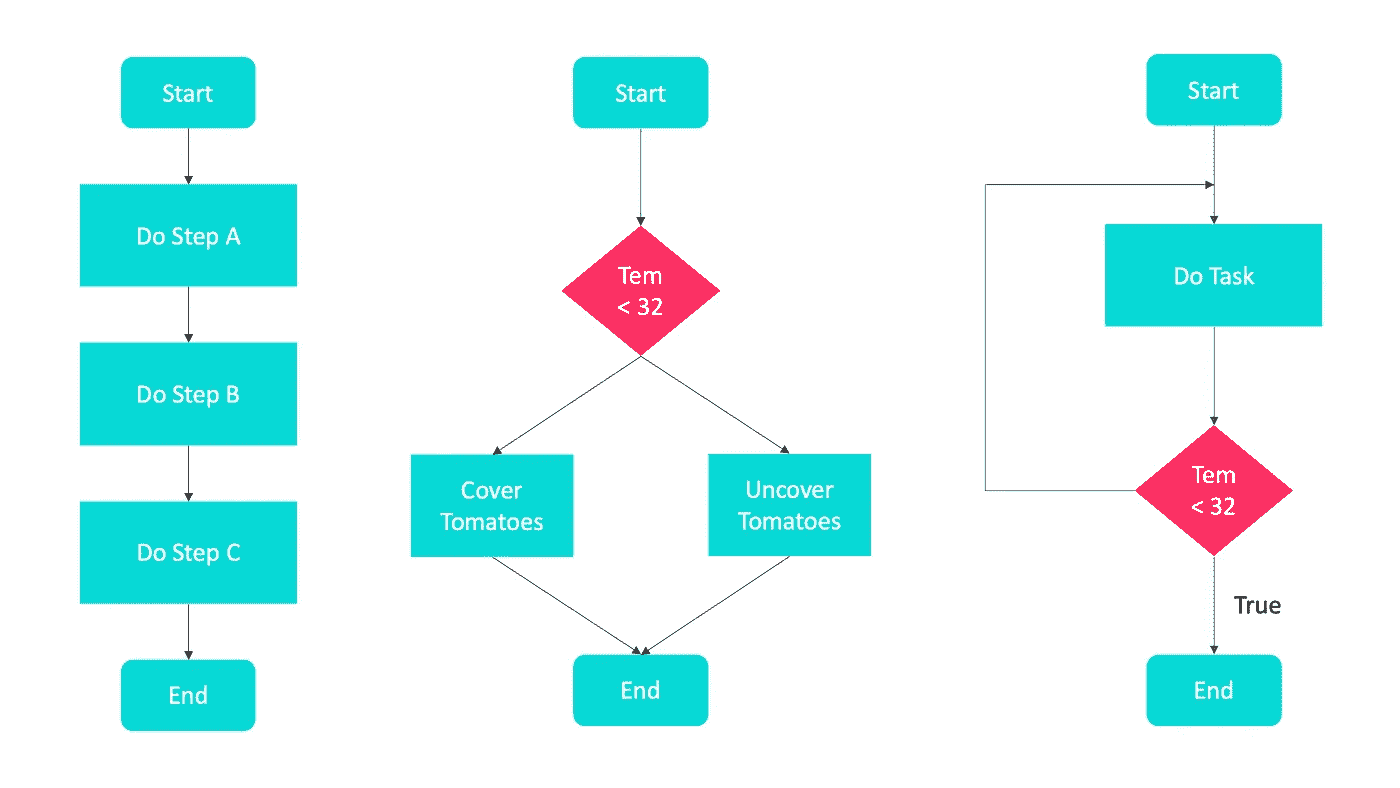 Start
Do Step A
Do Step B
Do Step C
End
Start
Tem
< 32
Cover
Tomatoes
Uncover
Tomatoes
End
Start
Do Task
Tem
< 32
True
End